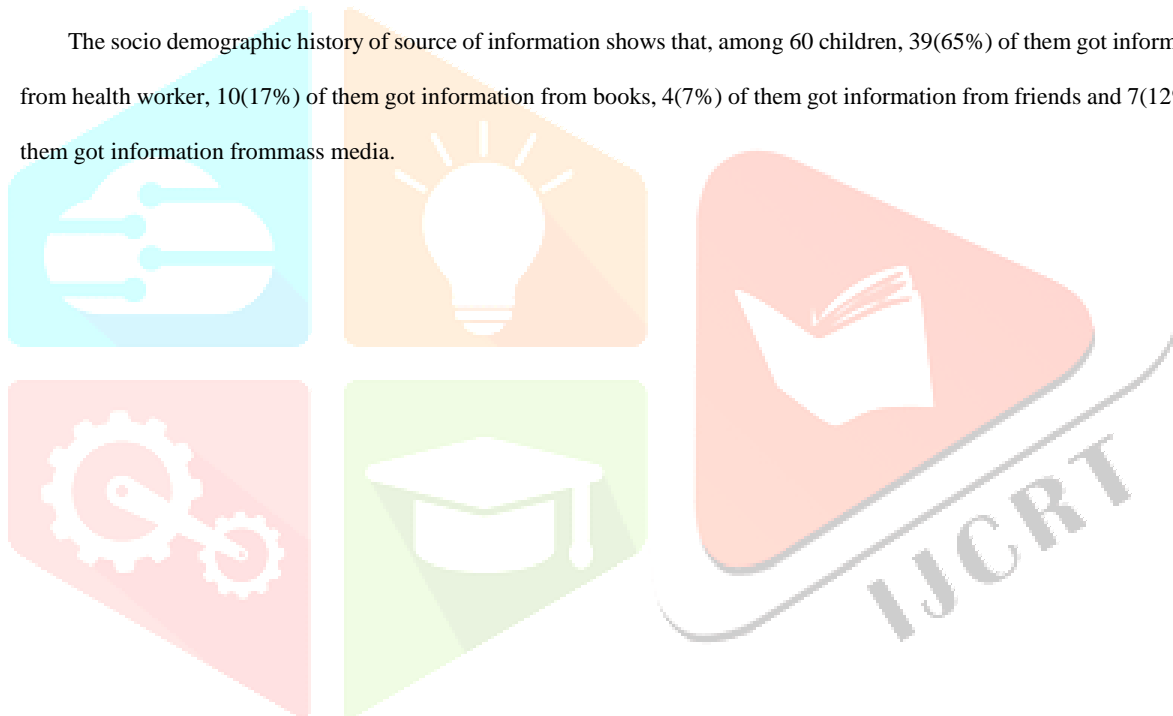 The socio demographic history of source of information shows that, among 60 children, 39(65%) of them got inform
from health worker, 10(17%) of them got information from books, 4(7%) of them got information from friends and 7(12
them got information frommass media.
IJCRT